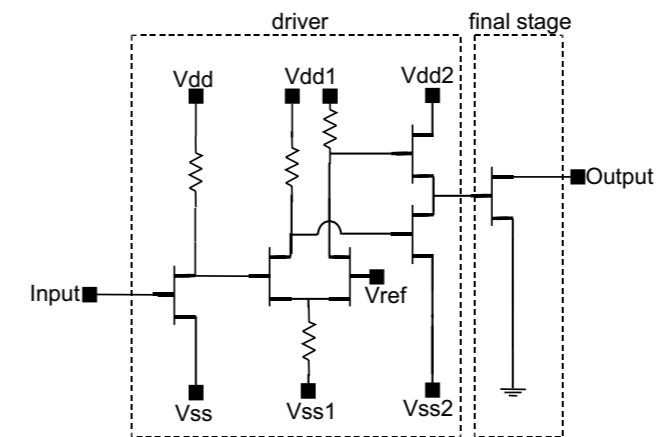 driver
final stage
Vdd
Vdd1
Vdd2
Output
Input
Vref
Vss
Vss1
Vss2